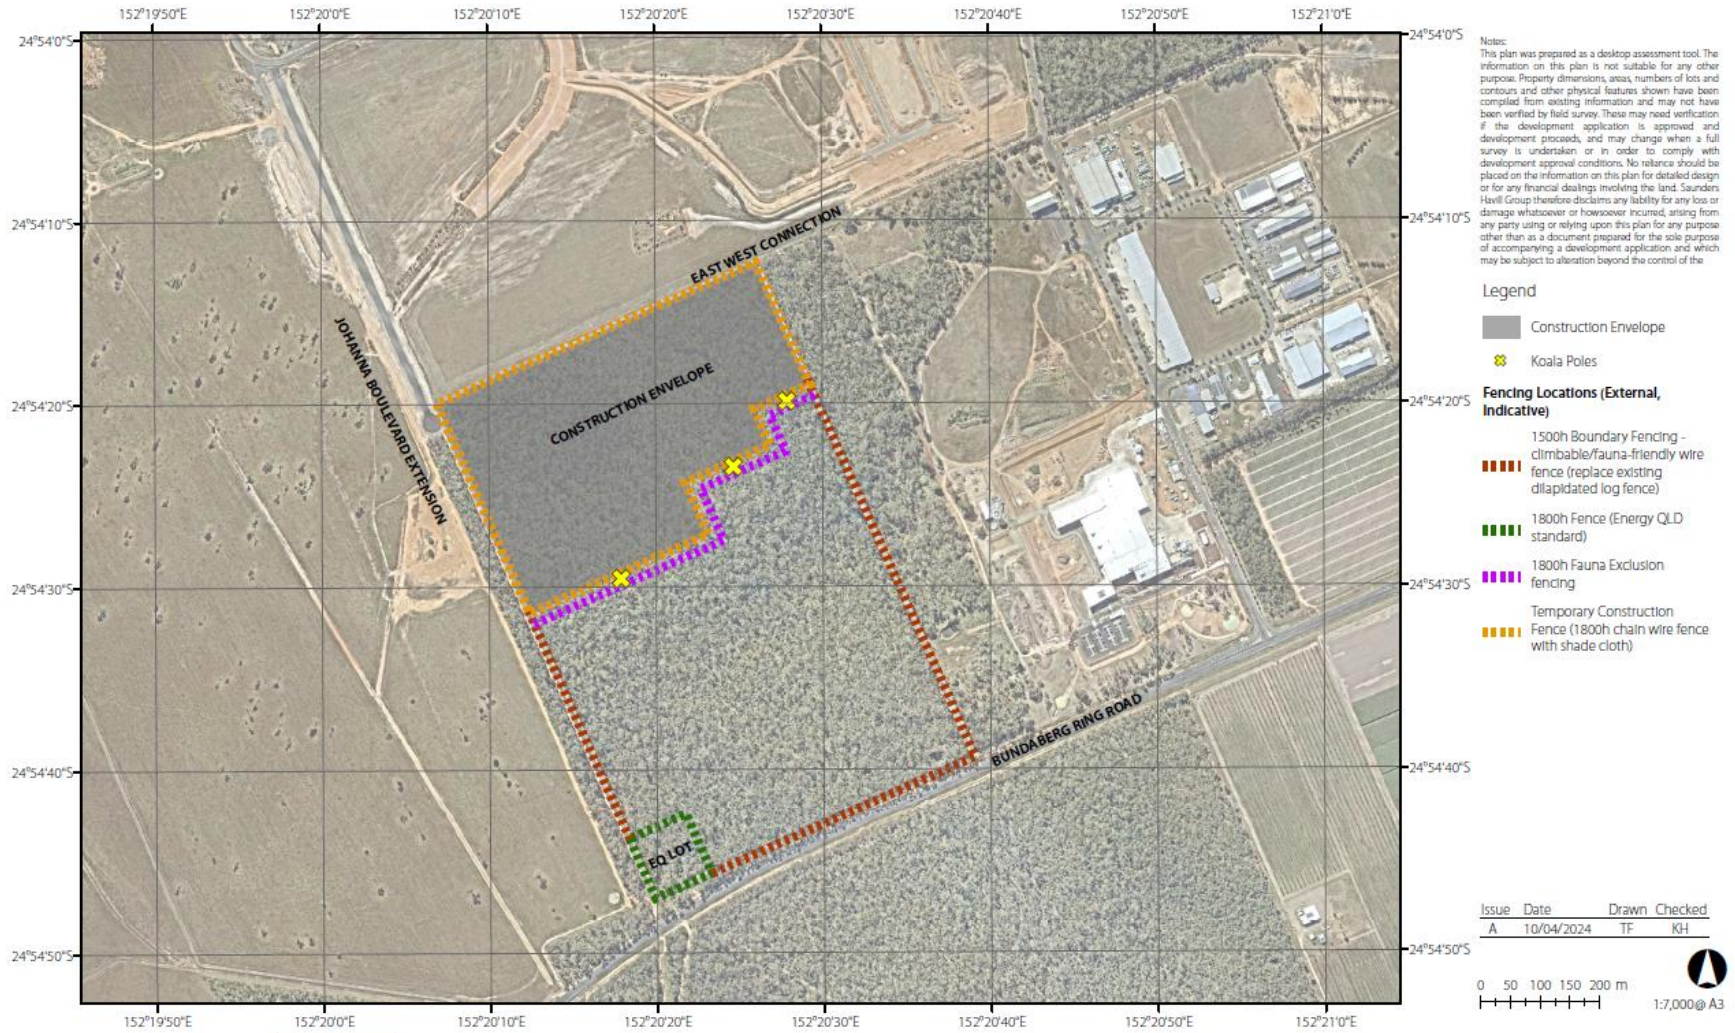 152°19'50"E 152°20'0"E 152°20'10"E 152°20'20"E 152°20'30"E 152°20'40"E 152°20'50"E 152°21'0"E
24°54'0"S
24°54'10"S
24°54'20"S
24°54'30"S
24°54'40"S
24°54'50"S
EAST WEST CONNECTION
JOHANNA BOULEVARD EXTENSION
CONSTRUCTION ENVELOPE
BUNDABERG RING ROAD
EQ LOT
24°54'0"S
24°54'10"S
24°54'20"S
24°54'30"S
24°54'40"S
24°54'50"S
152°19'50"E 152°20'0"E 152°20'10"E 152°20'20"E 152°20'30"E 152°20'40"E 152°20'50"E 152°21'0"E
Notes:
This plan was prepared as a desktop assessment tool. The
information on this plan is not suitable for any other
purpose. Property dimensions, areas, numbers of lots and
contours and other physical features shown have been
compiled from existing information and may not have
been verified by field survey. These may need verification
if the development application is approved and
development proceeds, and may change when a full
survey is undertaken or in order to comply with
development approval conditions. No reliance should be
placed on the information on this plan for detailed design
or for any financial dealings involving the land. Saunders
Havill Group therefore disclaims any liability for any loss or
damage whatsoever or howsoever incurred, arising from
any party using or relying upon this plan for any purpose
other than as a document prepared for the sole purpose
of accompanying a development application and which
may be subject to alteration beyond the control of the
Legend
Construction Envelope
Koala Poles
Fencing Locations (External,
Indicative)
1500h Boundary Fencing -
climbable/fauna-friendly wire
fence (replace existing
dilapidated log fence)
1800h Fence (Energy QLD
standard)
1800h Fauna Exclusion
fencing
Temporary Construction
Fence (1800h chain wire fence
with shade cloth)
Issue Date Drawn Checked
A 10/04/2024 TF KH
0 50 100 150 200 m
1:7,000@ A3